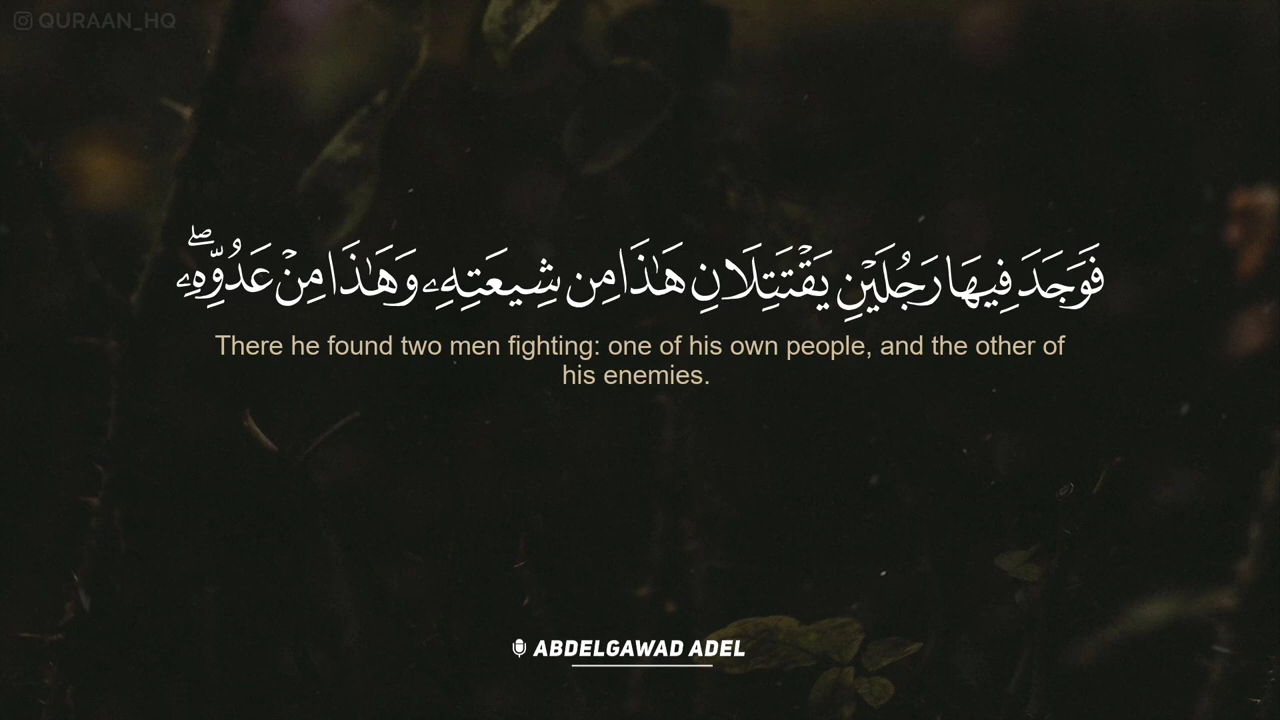 QURAAN_HQ
فَوَجَدَ فِيهَا رَجُلَيْنِ يَقْتَتِلَانِ هَٰذَا مِن شِيعَتِهِۦ وَهَٰذَا مِنْ عَدُوِّهِۦۖ
There he found two men fighting: one of his own people, and the other of
his enemies.
ABDELGAWAD ADEL